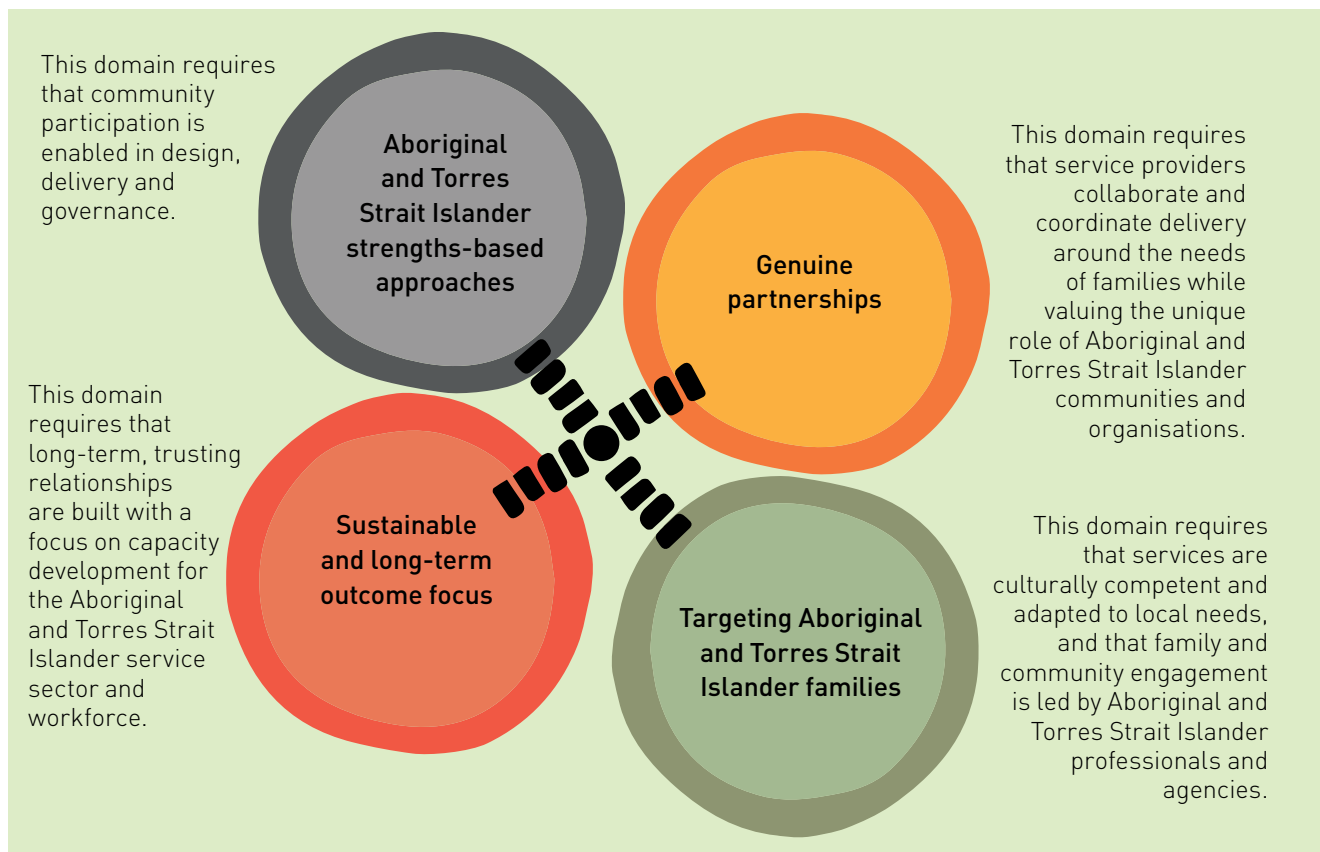 This domain requires
that community
participation is
enabled in design,
delivery and
governance.
Aboriginal
and Torres
Strait Islander
strengths-based
approaches
Genuine
partnerships
This domain requires
that service providers
collaborate and
coordinate delivery
around the needs
of families while
valuing the unique
role of Aboriginal and
Torres Strait Islander
communities and
organisations.
This domain
requires that
long-term, trusting
relationships
are built with a
focus on capacity
development for
the Aboriginal
and Torres Strait
Islander service
sector and
workforce.
Sustainable
and long-term
outcome focus
Targeting Aboriginal
and Torres Strait
Islander families
This domain requires
that services are
culturally competent and
adapted to local needs,
and that family and
community engagement
is led by Aboriginal and
Torres Strait Islander
professionals and
agencies.